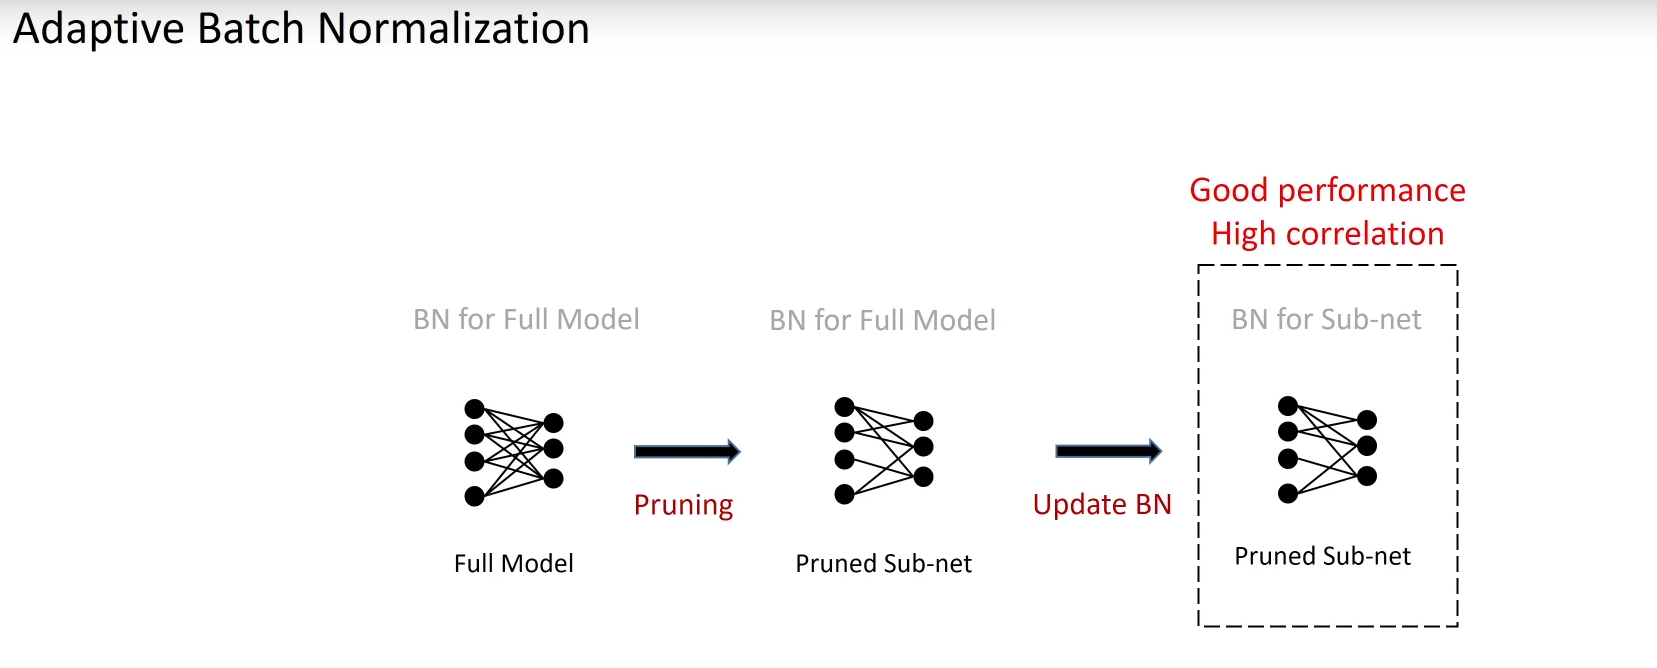 Adaptive Batch Normalization
Good performance
High correlation
BN for Full Model
BN for Full Model
BN for Sub-net
Pruning
Update BN
Full Model
Pruned Sub-net
Pruned Sub-net